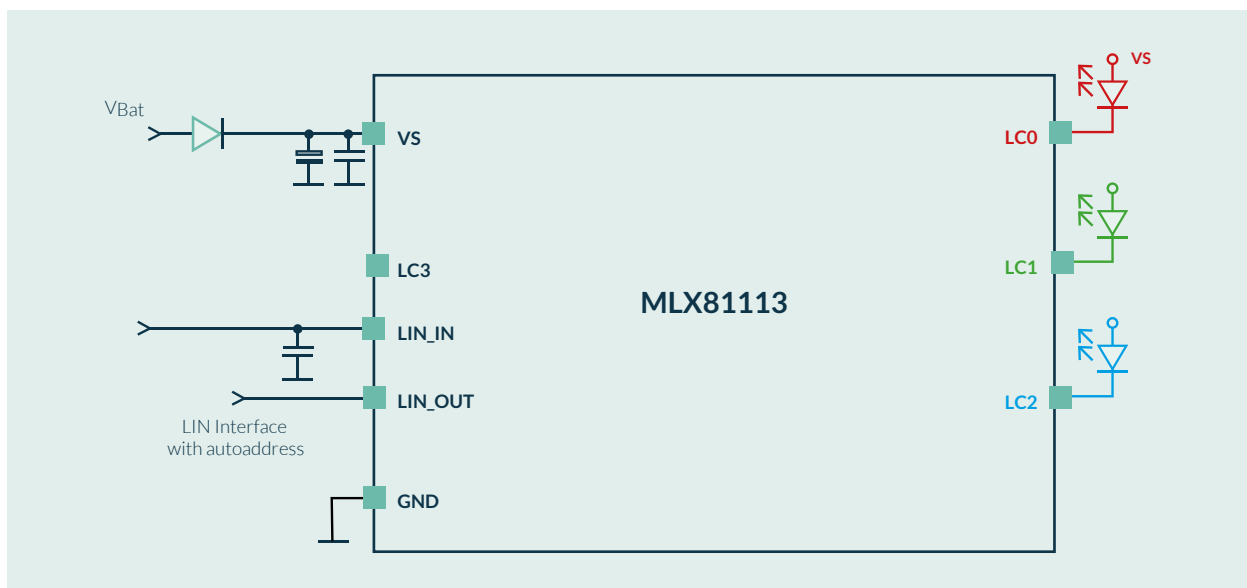 VBat
VS
LC3
LIN_IN
LIN_OUT
LIN Interface
with autoaddress
GND
MLX81113
VS
LC0
LC1
LC2